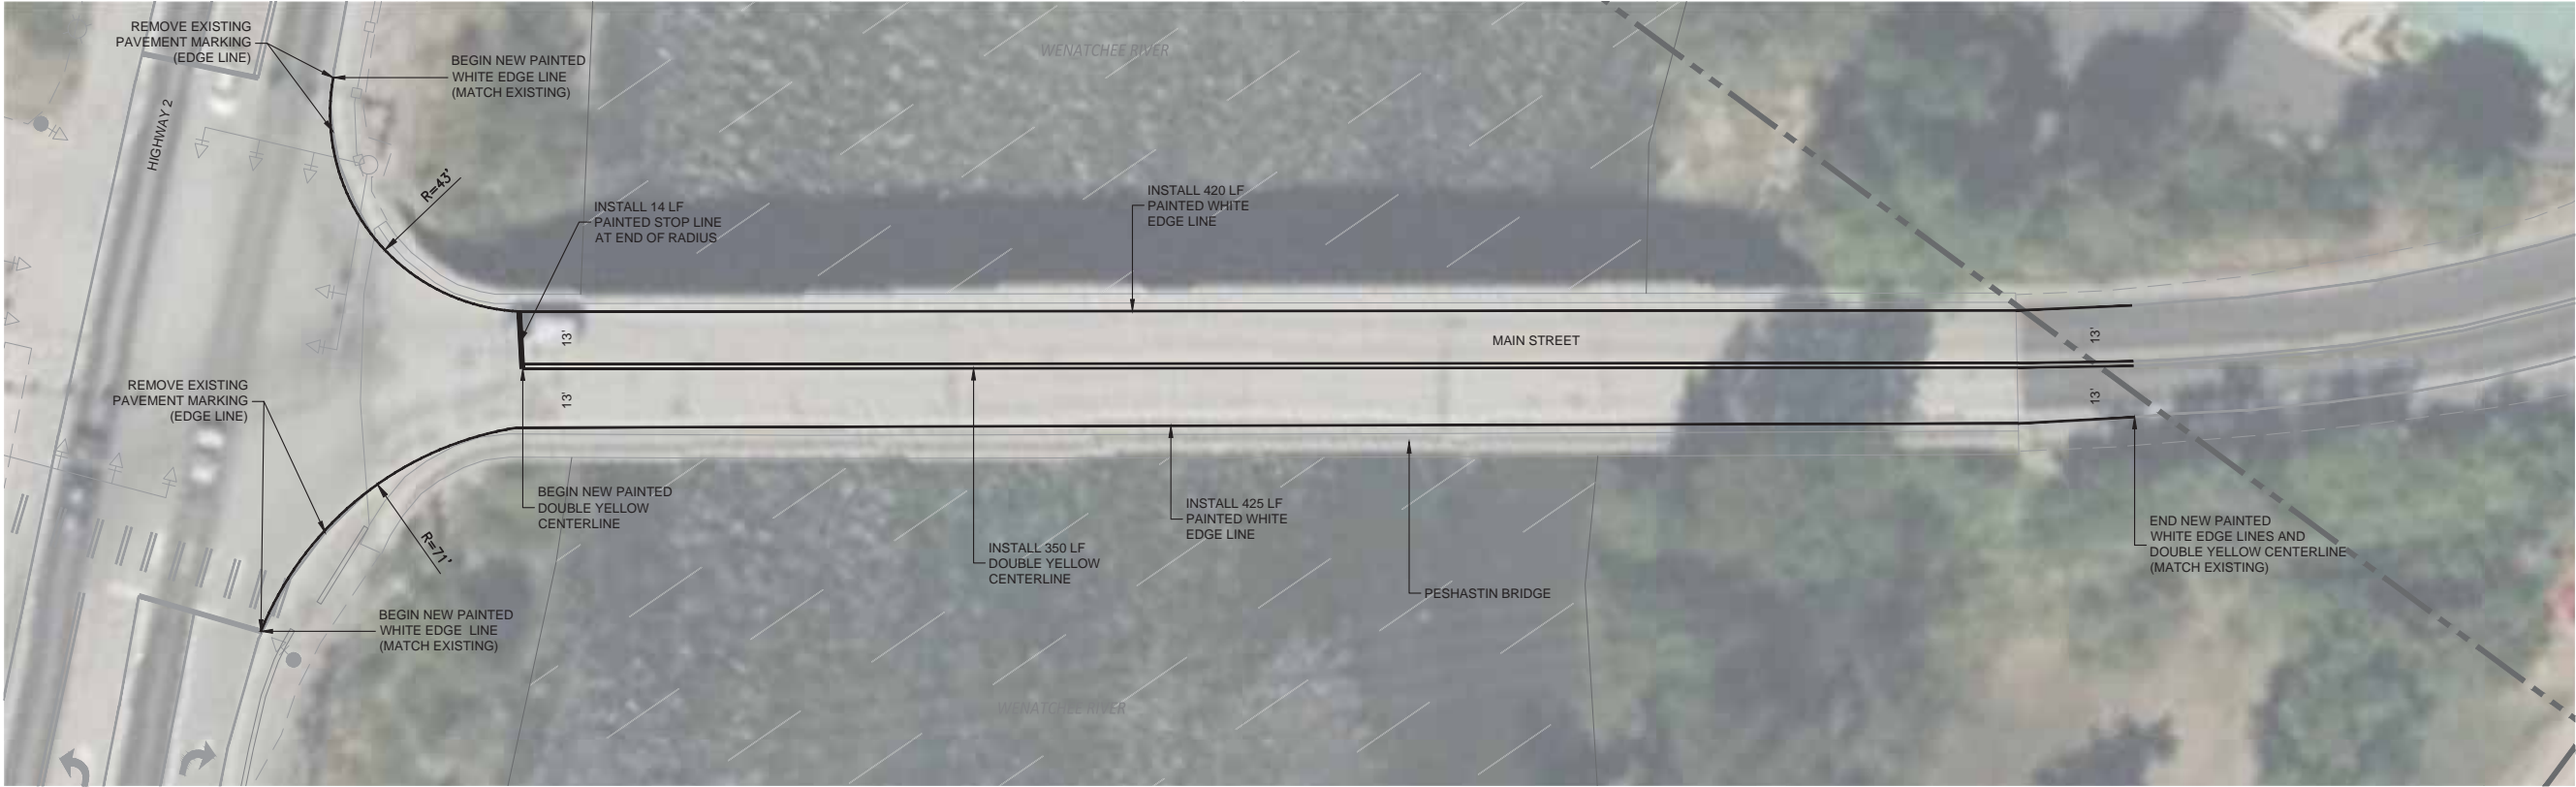 REMOVE EXISTING
PAVEMENT MARKING
(EDGE LINE)
BEGIN NEW PAINTED
WHITE EDGE LINE
(MATCH EXISTING)
WENATCHEE RIVER
HIGHWAY 2
R=43'
INSTALL 14 LF
PAINTED STOP LINE
AT END OF RADIUS
INSTALL 420 LF
PAINTED WHITE
EDGE LINE
13'
MAIN STREET
13'
REMOVE EXISTING
PAVEMENT MARKING
(EDGE LINE)
13'
13'
R=71'
BEGIN NEW PAINTED
DOUBLE YELLOW
CENTERLINE
INSTALL 350 LF
DOUBLE YELLOW
CENTERLINE
INSTALL 425 LF
PAINTED WHITE
EDGE LINE
PESHASTIN BRIDGE
END NEW PAINTED
WHITE EDGE LINES AND
DOUBLE YELLOW CENTERLINE
(MATCH EXISTING)
BEGIN NEW PAINTED
WHITE EDGE LINE
(MATCH EXISTING)
WENATCHEE RIVER